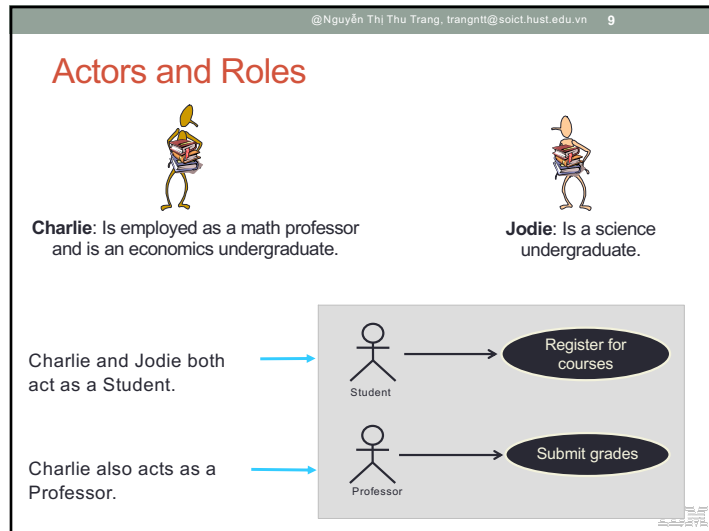 @Nguyễn Thị Thu Trang, trangntt@soict.hust.edu.vn 9
Actors and Roles
Charlie: Is employed as a math professor
and is an economics undergraduate.
Jodie: Is a science
undergraduate.
Charlie and Jodie both
act as a Student.
Student
Register for
courses
Charlie also acts as a
Professor.
Professor
Submit grades